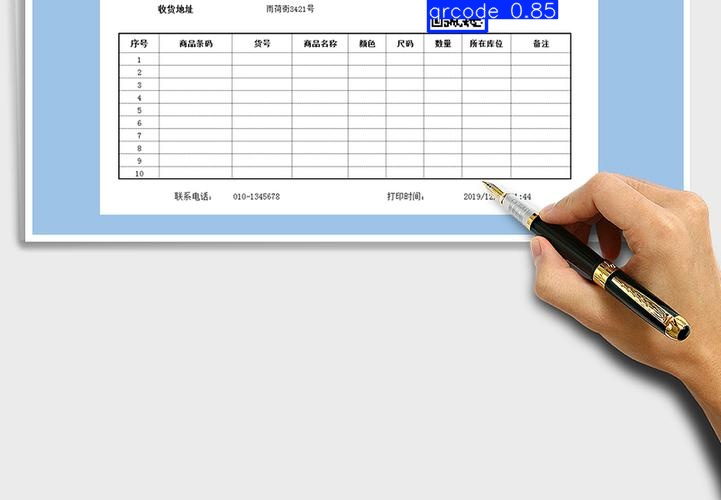 qrcode 0.85
收货地址 雨荷街3421号
序号 商品条码 货号 商品名称 颜色 尺码 数量 所在库位 备注
1
2
3
4
5
6
7
8
9
10
联系电话： 010-1345678 打印时间： 2019/12 1:44